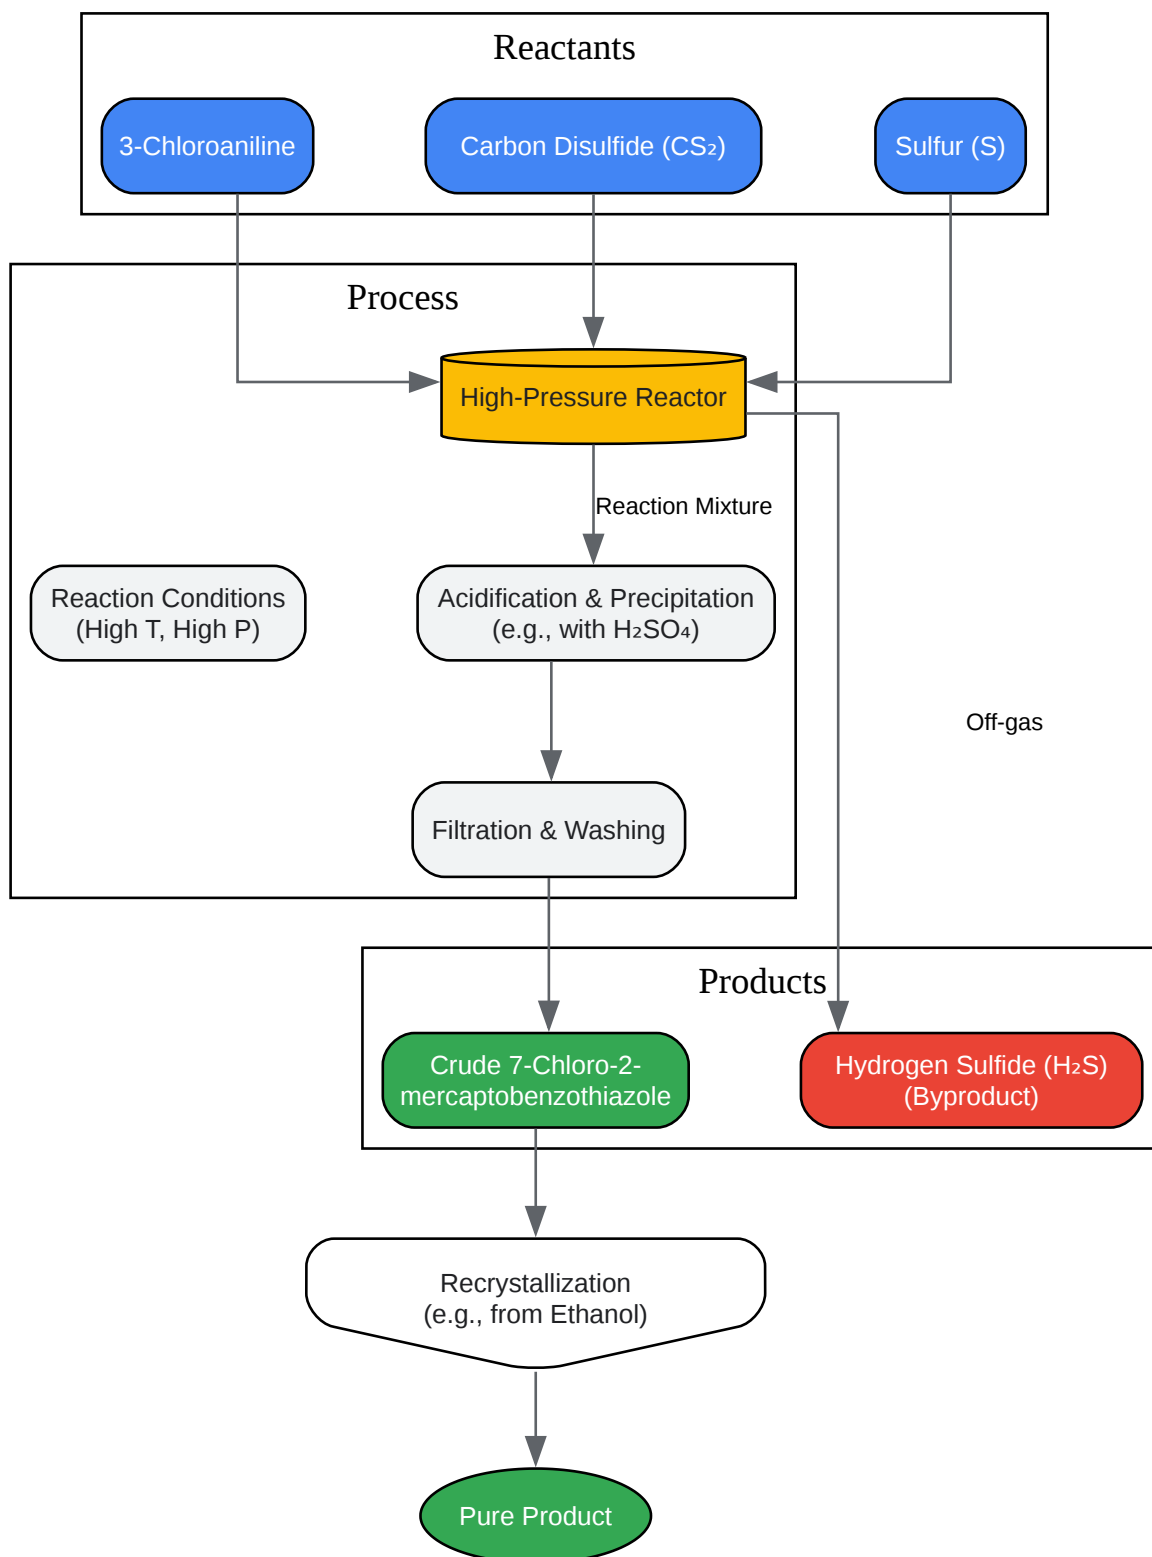 Reactants
3-Chloroaniline
Carbon Disulfide (CS₂)
Sulfur (S)
Process
High-Pressure Reactor
Reaction Mixture
Reaction Conditions
(High T, High P)
Acidification & Precipitation
(e.g., with H₂SO₄)
Off-gas
Filtration & Washing
Products
Crude 7-Chloro-2-
mercaptobenzothiazole
Hydrogen Sulfide (H₂S)
(Byproduct)
Recrystallization
(e.g., from Ethanol)
Pure Product